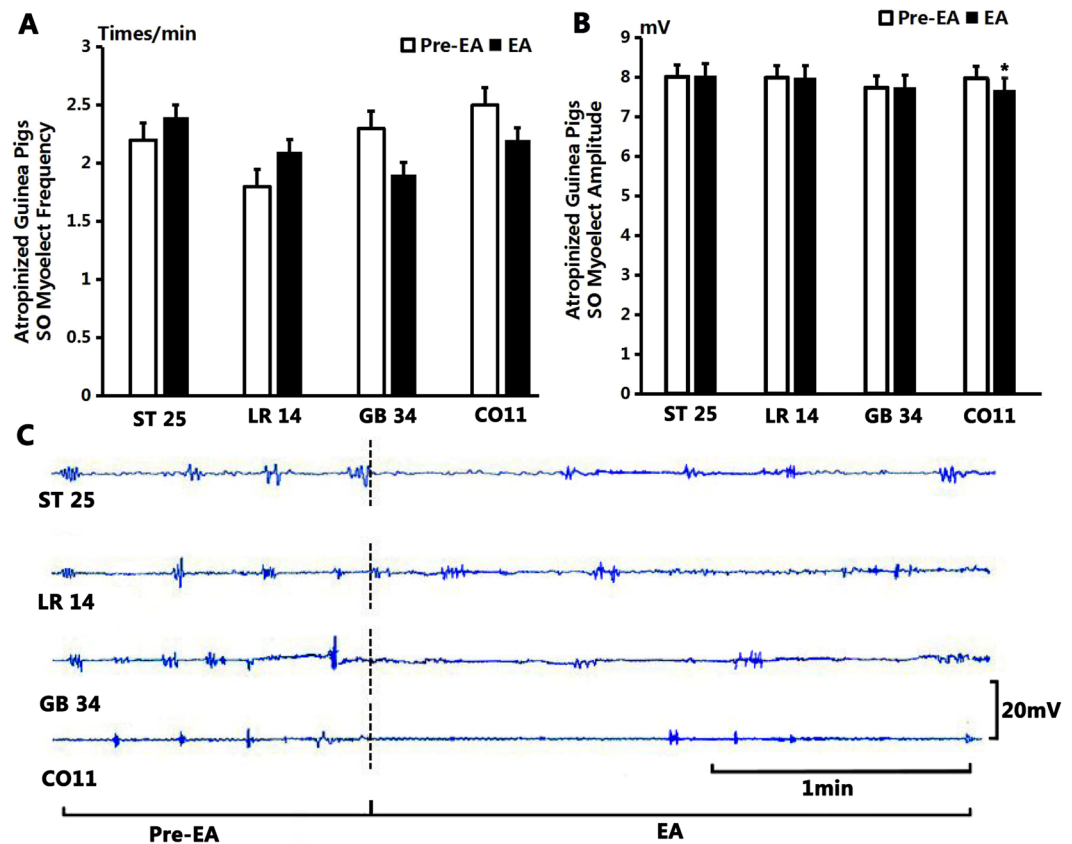 A
Times/min
Pre-EA EA
3
2.5
2
1.5
1
0.5
0
Atropinized Guinea Pigs
SO Myoelect Frequency
ST 25 LR 14 GB 34 CO11
B
mV
Pre-EA EA
9
8
7
6
5
4
3
2
1
0
*
Atropinized Guinea Pigs
SO Myoelect Amplitude
ST 25 LR 14 GB 34 CO11
C
ST 25
LR 14
GB 34
20mV
CO11
1min
Pre-EA EA